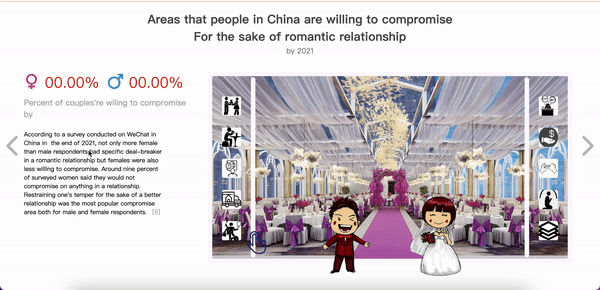 Areas that people in China are willing to compromise
For the sake of romantic relationship
by 2021
00.00% 00.00%
Percent of couples're wiling to compromise
by
According to a survey conducted on WeChat in
China in the end of 2021, not only more female
than male respondents had specific deal-breaker
in a romantic relationship but females were also
less willing to compromise. Around nine percent
of surveyed women said they would not
compromise on anything in a relationship.
Restraining one's temper for the sake of a better
relationship was the most popular compromise
area both for male and female respondents. [0]